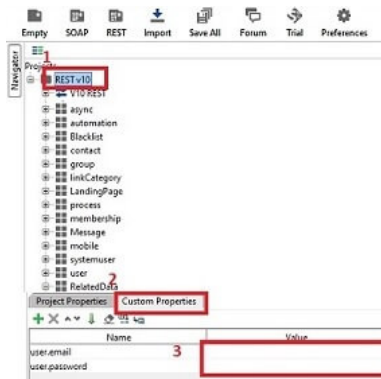 Empty SOAP REST Import Save All Forum Trial Preferences
Navigator
1
Projects
REST v10
V10 REST
async
automation
Blacklist
contact
group
linkCategory
LandingPage
process
membership
Message
mobile
systemuser
user
RelatedData
2
Project Properties Custom Properties
Name Value
3
user.email
user.password